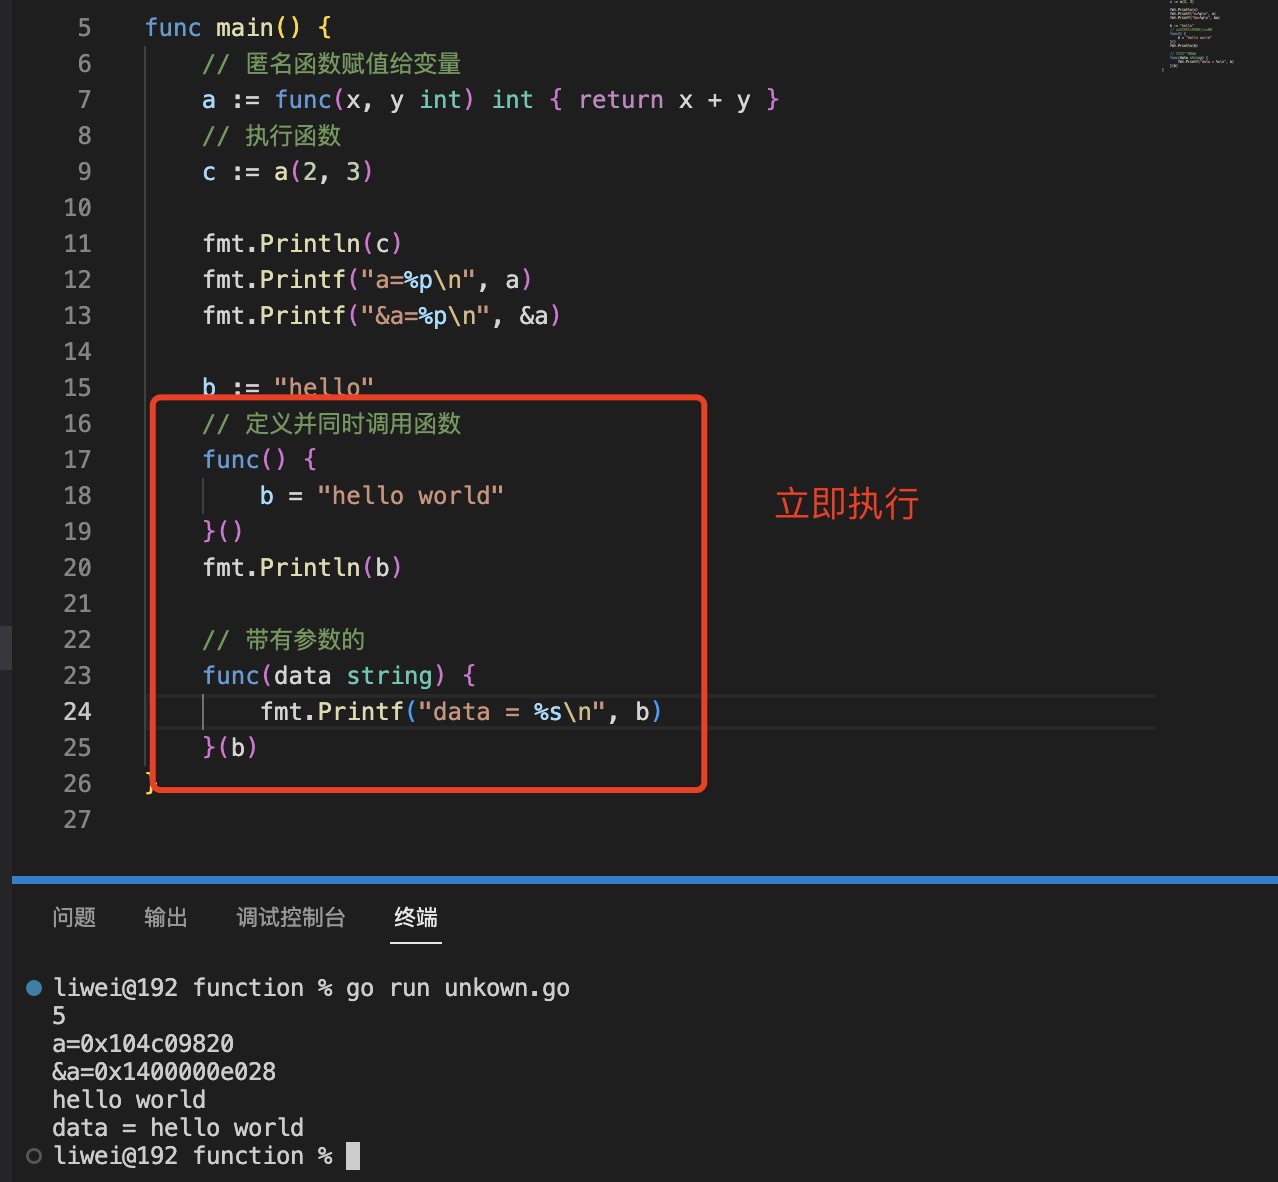 5 func main() {
6 // 匿名函数赋值给变量
7 a := func(x, y int) int { return x + y }
8 // 执行函数
9 c := a(2, 3)
10
11 fmt.Println(c)
12 fmt.Printf("a=%p\n", a)
13 fmt.Printf("&a=%p\n", &a)
14
15 b := "hello"
16 // 定义并同时调用函数
17 func() {
18 b = "hello world"
19 }()
20 fmt.Println(b)
21
22 // 带有参数的
23 func(data string) {
24 fmt.Printf("data = %s\n", b)
25 }(b)
26 }
27
立即执行
问题 输出 调试控制台 终端
liwei@192 function % go run unkown.go
5
a=0x104c09820
&a=0x1400000e028
hello world
data = hello world
liwei@192 function %